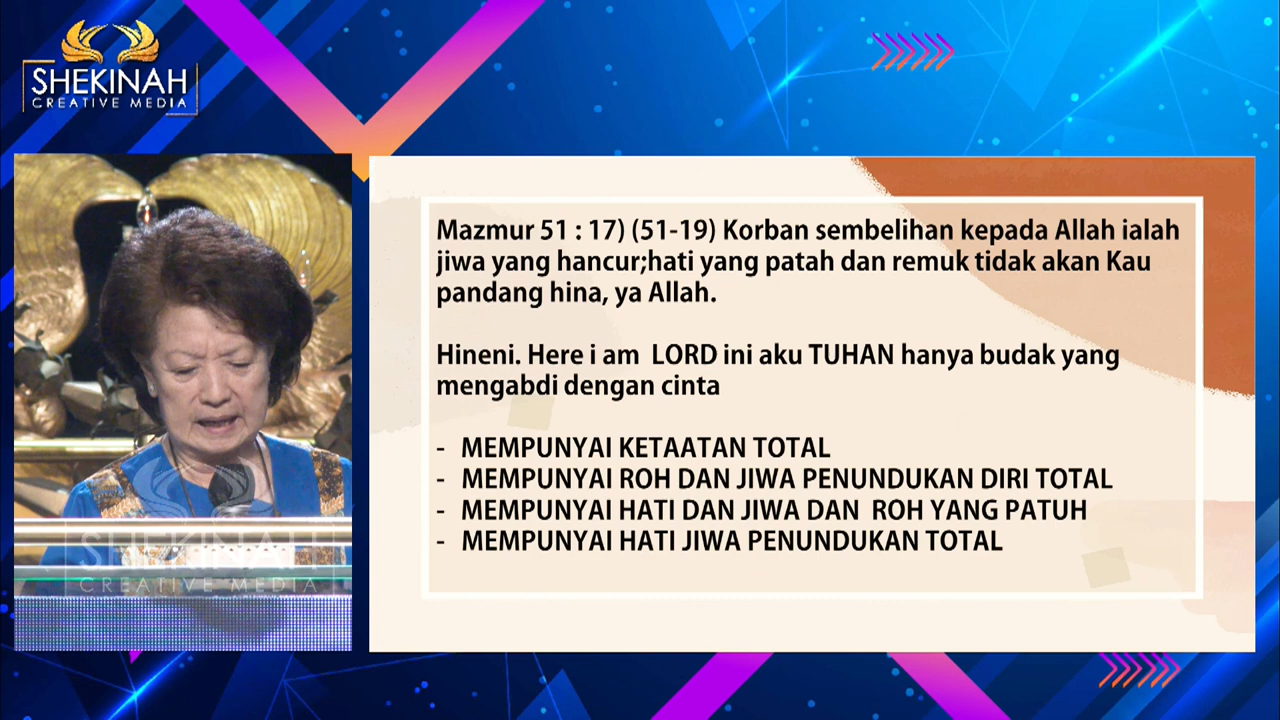 SHEKINAH
CREATIVE MEDIA
Mazmur 51 : 17) (51-19) Korban sembelihan kepada Allah ialah
jiwa yang hancur;hati yang patah dan remuk tidak akan Kau
pandang hina, ya Allah.
Hineni. Here i am LORD ini aku TUHAN hanya budak yang
mengabdi dengan cinta
- MEMPUNYAI KETAATAN TOTAL
- MEMPUNYAI ROH DAN JIWA PENUNDUKAN DIRI TOTAL
- MEMPUNYAI HATI DAN JIWA DAN ROH YANG PATUH
- MEMPUNYAI HATI JIWA PENUNDUKAN TOTAL
SHEKINAH
CREATIVE MEDIA